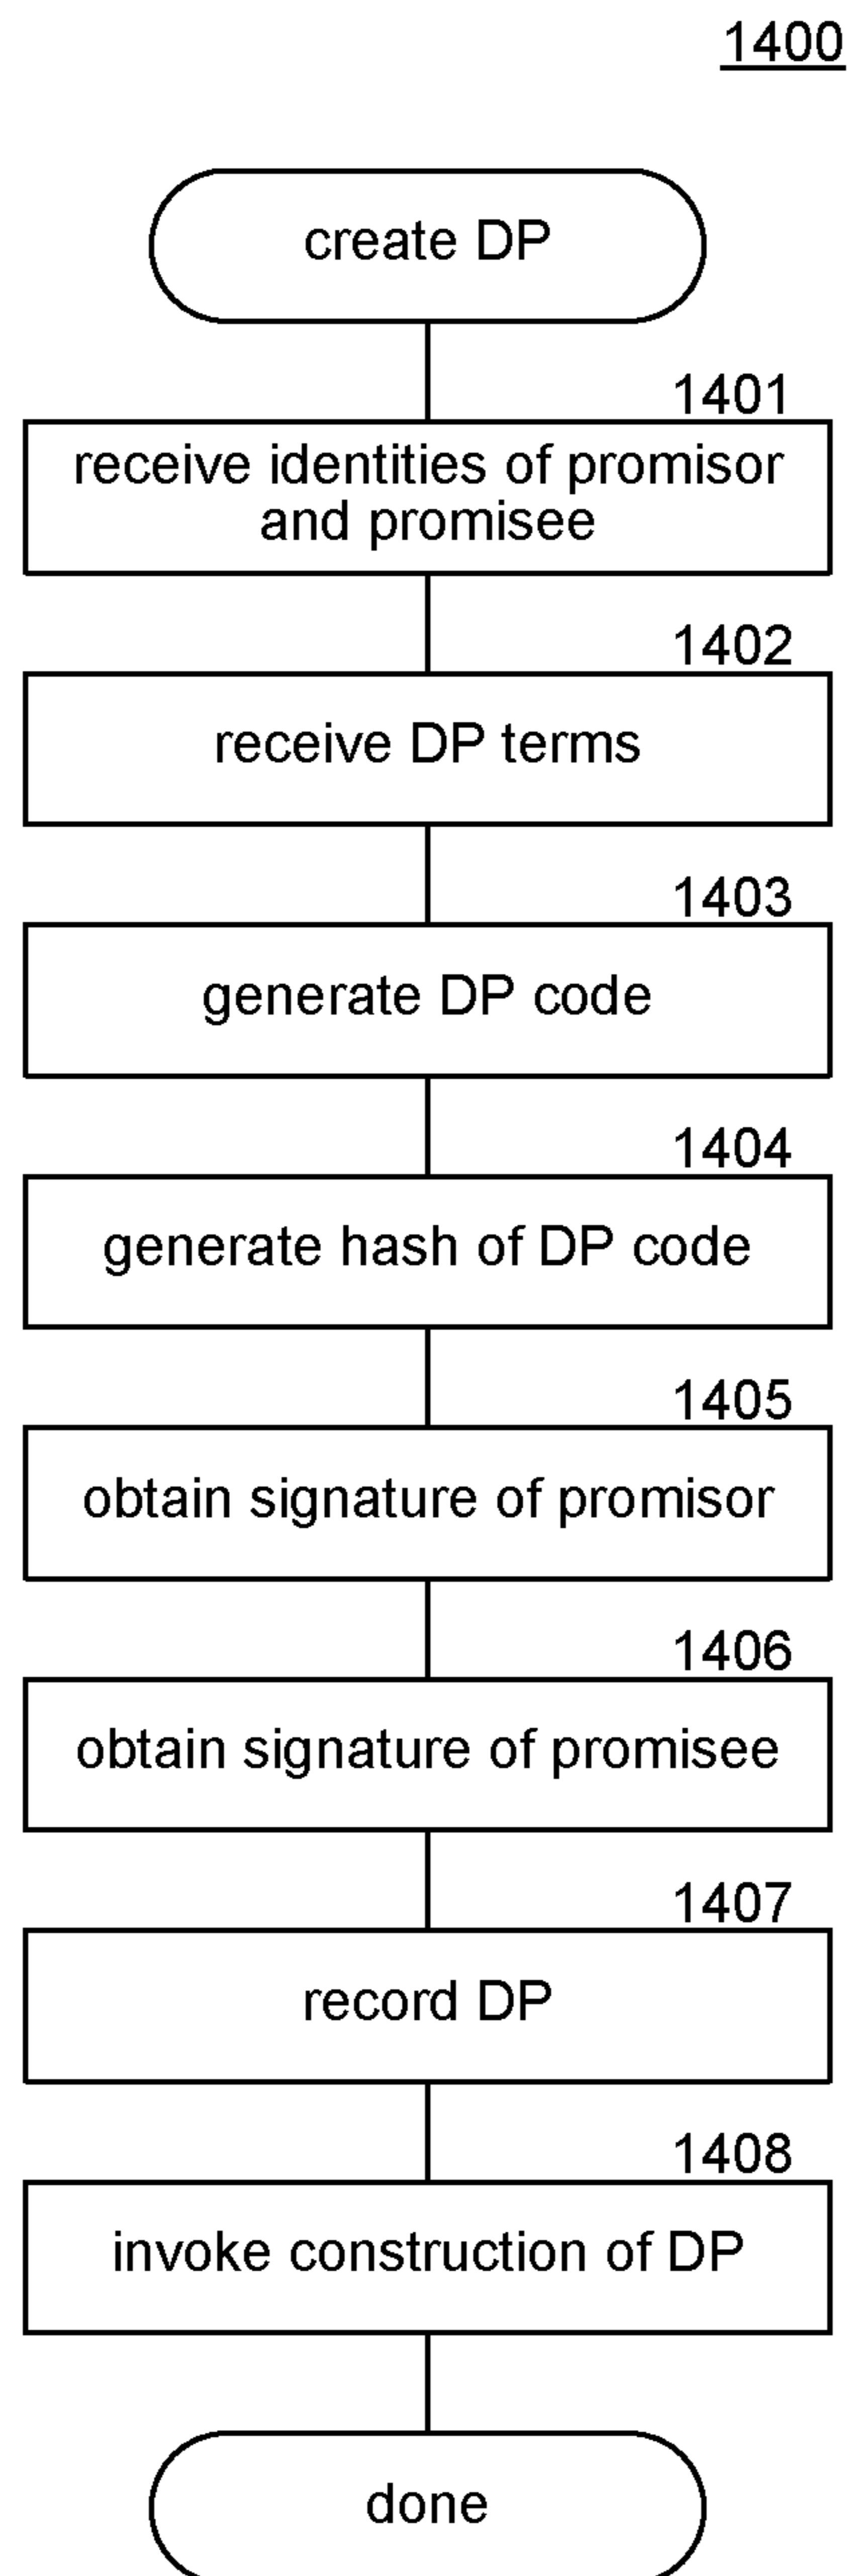 1400
create DP
1401
receive identities of promisor
and promisee
1402
receive DP terms
1403
generate DP code
1404
generate hash of DP code
1405
obtain signature of promisor
1406
obtain signature of promisee
1407
record DP
1408
invoke construction of DP
done